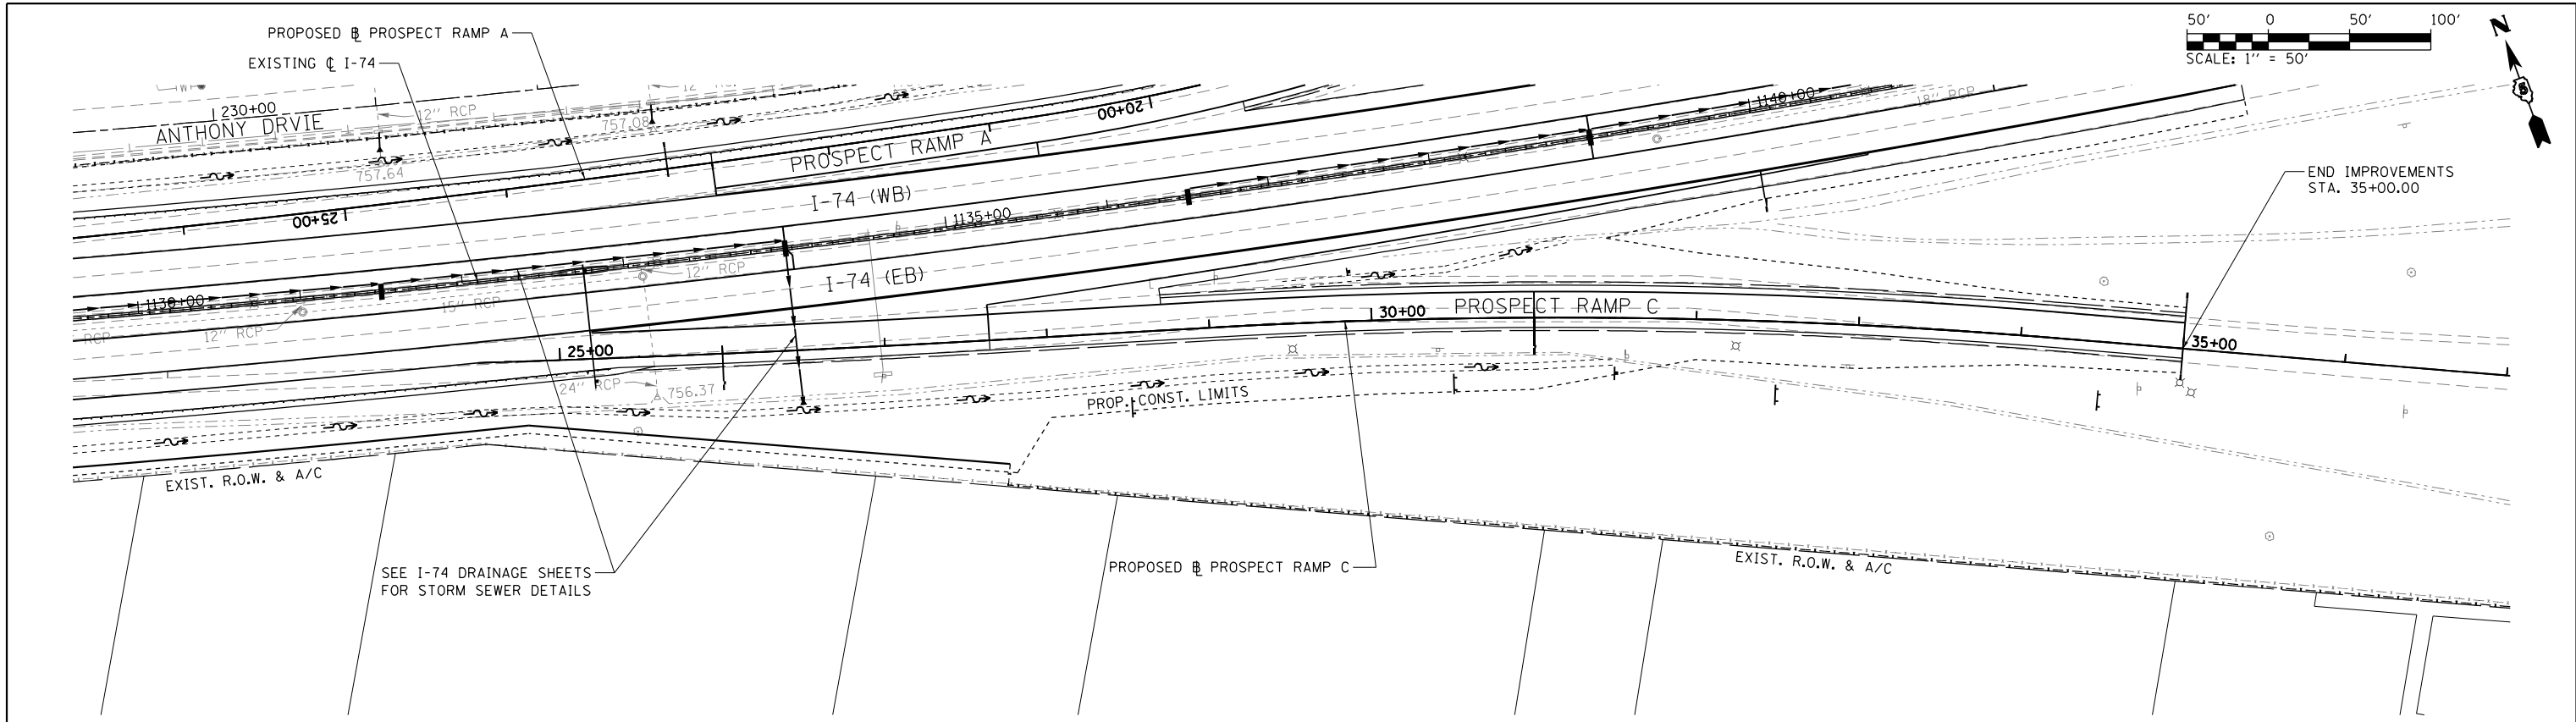 50' 0 50' 100'
SCALE: 1'' = 50'
N
PROPOSED ℄ PROSPECT RAMP A
EXISTING ℄ I-74
230+00
ANTHONY DRVIE
12'' RCP
12'' RCP
757.08
757.64
20+00
PROSPECT RAMP A
1140+00
18'' RCP
25+00
I-74 (WB)
1135+00
END IMPROVEMENTS
STA. 35+00.00
1130+00
12'' RCP
I-74 (EB)
15'' RCP
12'' RCP
RCP
30+00
PROSPECT RAMP C
25+00
35+00
24'' RCP
756.37
PROP. CONST. LIMITS
EXIST. R.O.W. & A/C
SEE I-74 DRAINAGE SHEETS
FOR STORM SEWER DETAILS
PROPOSED ℄ PROSPECT RAMP C
EXIST. R.O.W. & A/C